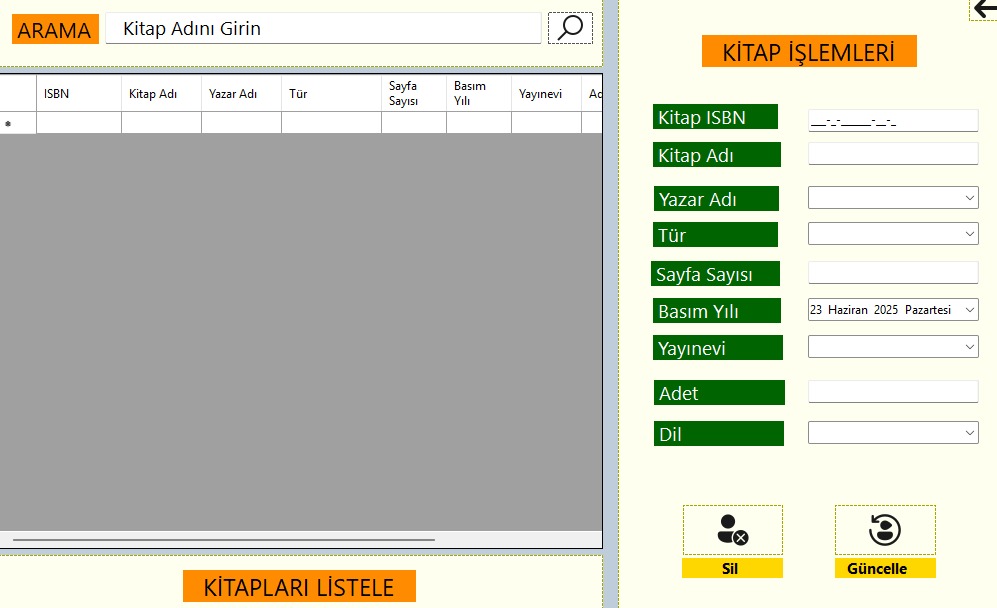 ARAMA
Kitap Adını Girin
ISBN
Kitap Adı
Yazar Adı
Tür
Sayfa
Sayısı
Basım
Yılı
Yayınevi
Ad
*
KİTAPLARI LİSTELE
KİTAP İŞLEMLERİ
Kitap ISBN
___-_-_____-__-_
Kitap Adı
Yazar Adı
Tür
Sayfa Sayısı
Basım Yılı
23 Haziran 2025 Pazartesi
Yayınevi
Adet
Dil
Sil
Güncelle